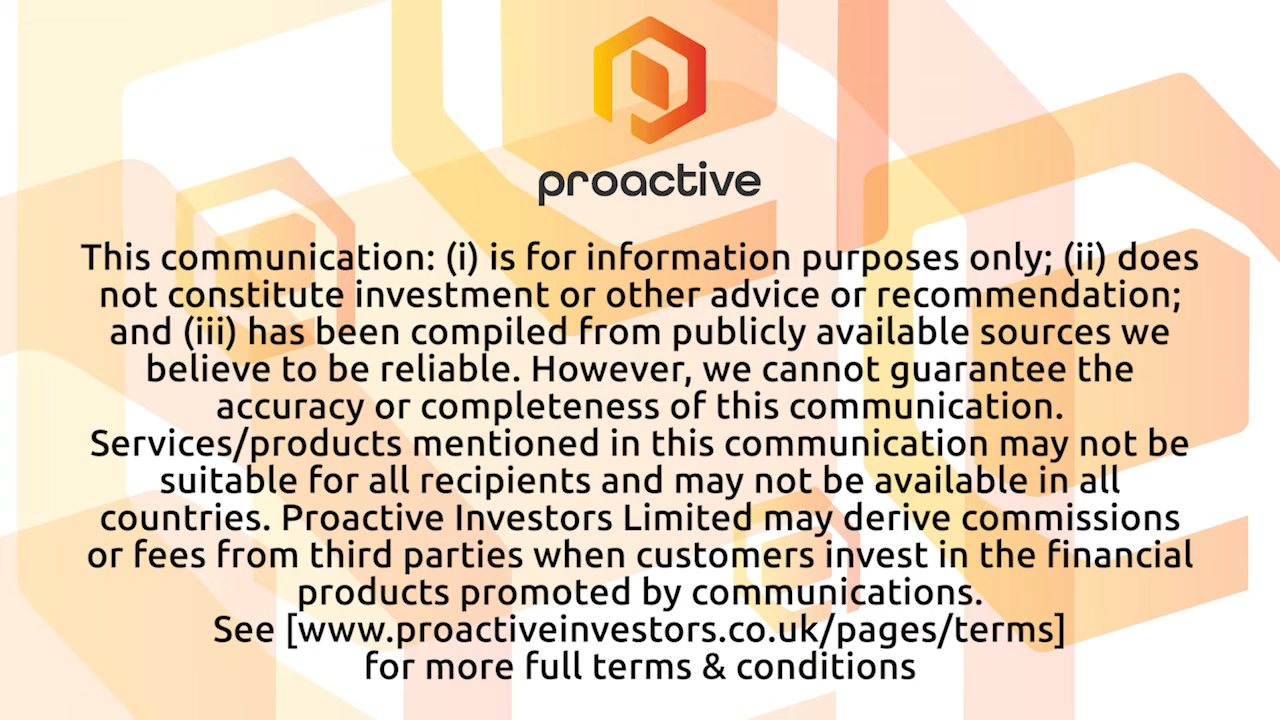 proactive
This communication: (i) is for information purposes only; (ii) does
not constitute investment or other advice or recommendation;
and (iii) has been compiled from publicly available sources we
believe to be reliable. However, we cannot guarantee the
accuracy or completeness of this communication.
Services/products mentioned in this communication may not be
suitable for all recipients and may not be available in all
countries. Proactive Investors Limited may derive commissions
or fees from third parties when customers invest in the financial
products promoted by communications.
See [www.proactiveinvestors.co.uk/pages/terms]
for more full terms & conditions